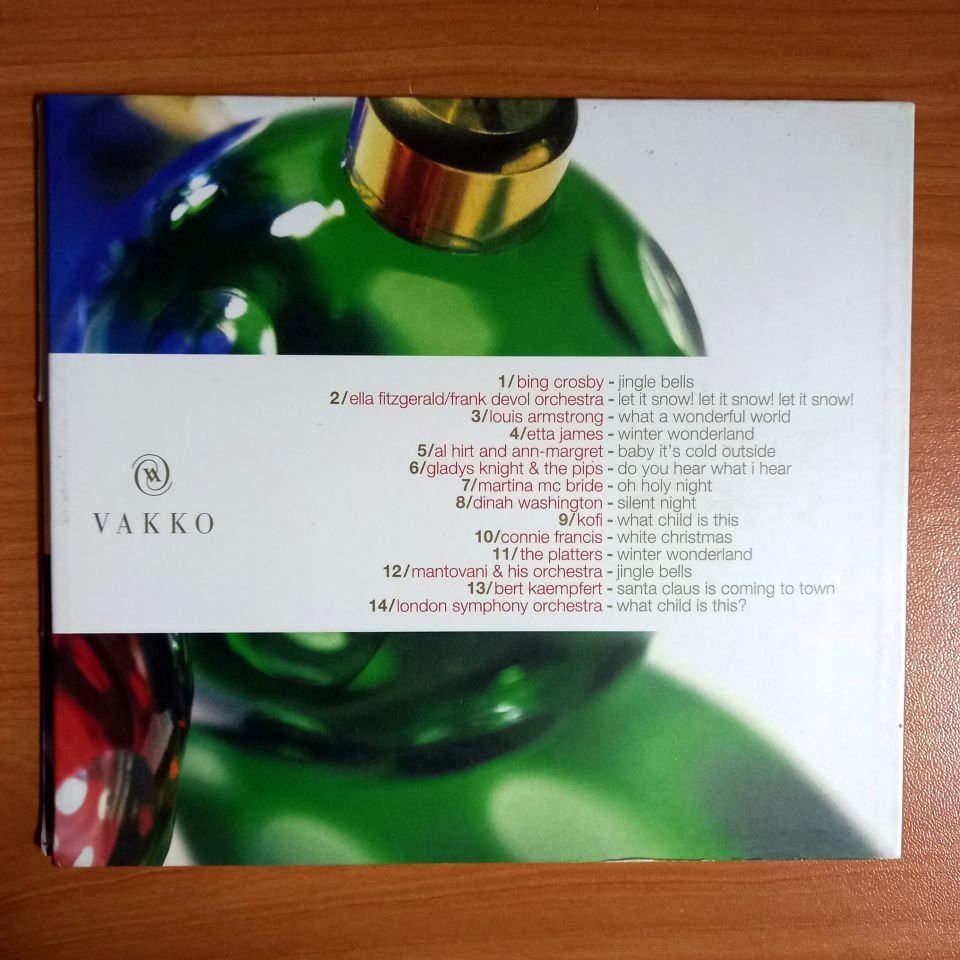 1/bing crosby - jingle bells
2/ella fitzgerald/frank devol orchestra - let it snow! let it snow! let it snow!
3/louis armstrong - what a wonderful world
4/etta james - winter wonderland
5/al hirt and ann-margret - baby it's cold outside
6/gladys knight & the pips - do you hear what i hear
7/martina mc bride - oh holy night
8/dinah washington - silent night
9/kofi - what child is this
10/connie francis - white christmas
11/the platters - winter wonderland
12/mantovani & his orchestra - jingle bells
13/bert kaempfert - santa claus is coming to town
14/london symphony orchestra - what child is this?
VAKKO